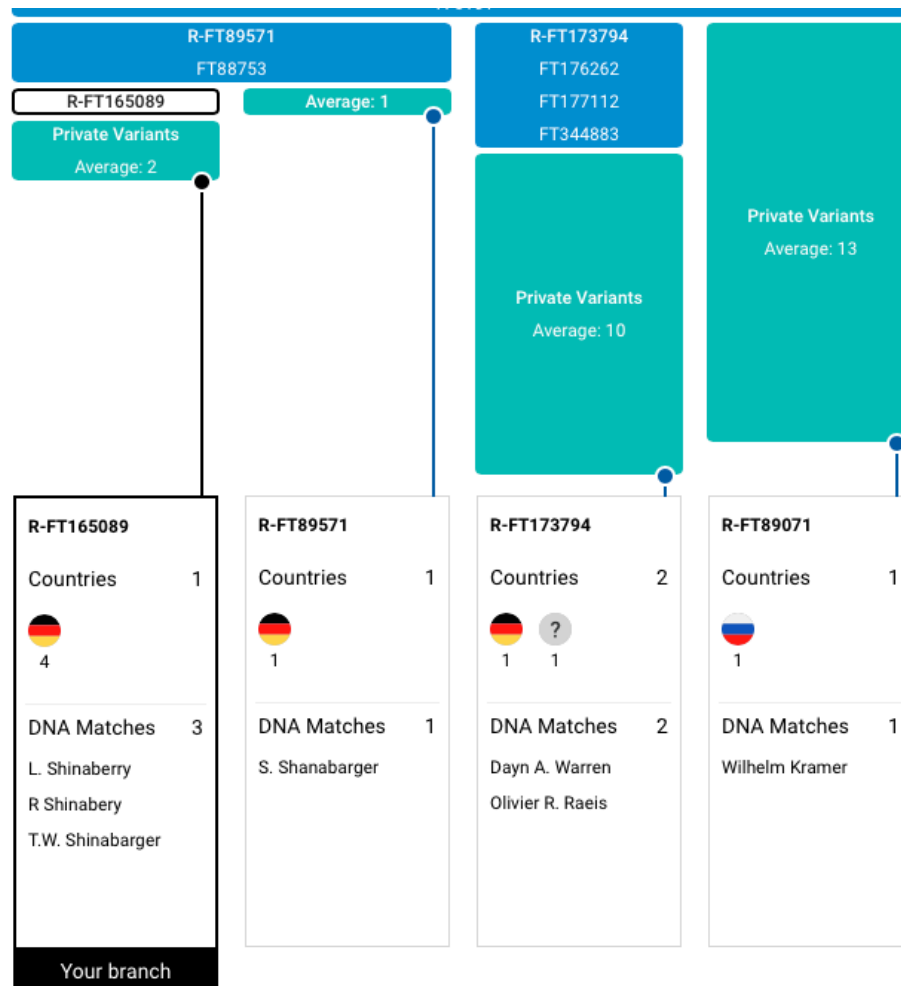 R-FT89571
FT88753
R-FT165089
Private Variants
Average: 2
Average: 1
R-FT173794
FT176262
FT177112
FT344883
Private Variants
Average: 10
Private Variants
Average: 13
R-FT165089
Countries 1
4
DNA Matches 3
L. Shinaberry
R Shinabery
T.W. Shinabarger
Your branch
R-FT89571
Countries 1
1
DNA Matches 1
S. Shanabarger
R-FT173794
Countries 2
?
1 1
DNA Matches 2
Dayn A. Warren
Olivier R. Raeis
R-FT89071
Countries 1
1
DNA Matches 1
Wilhelm Kramer